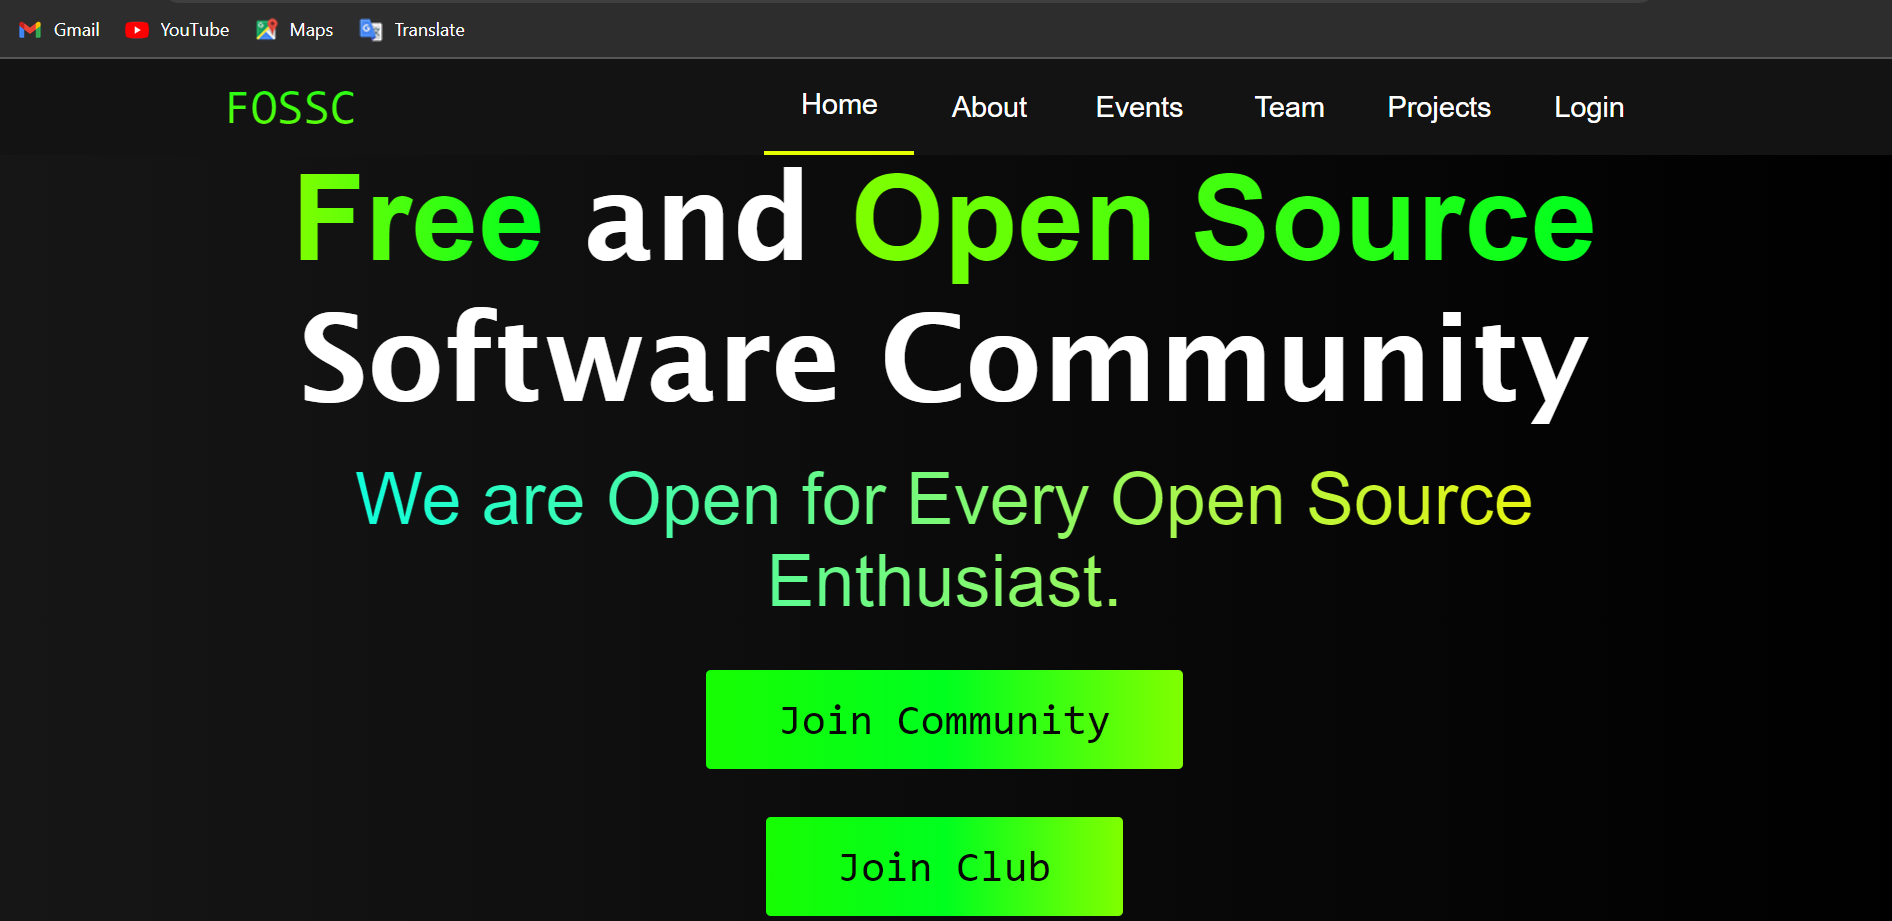 Gmail YouTube Maps Translate
FOSSC Home About Events Team Projects Login
Free and Open Source
Software Community
We are Open for Every Open Source
Enthusiast.
Join Community
Join Club